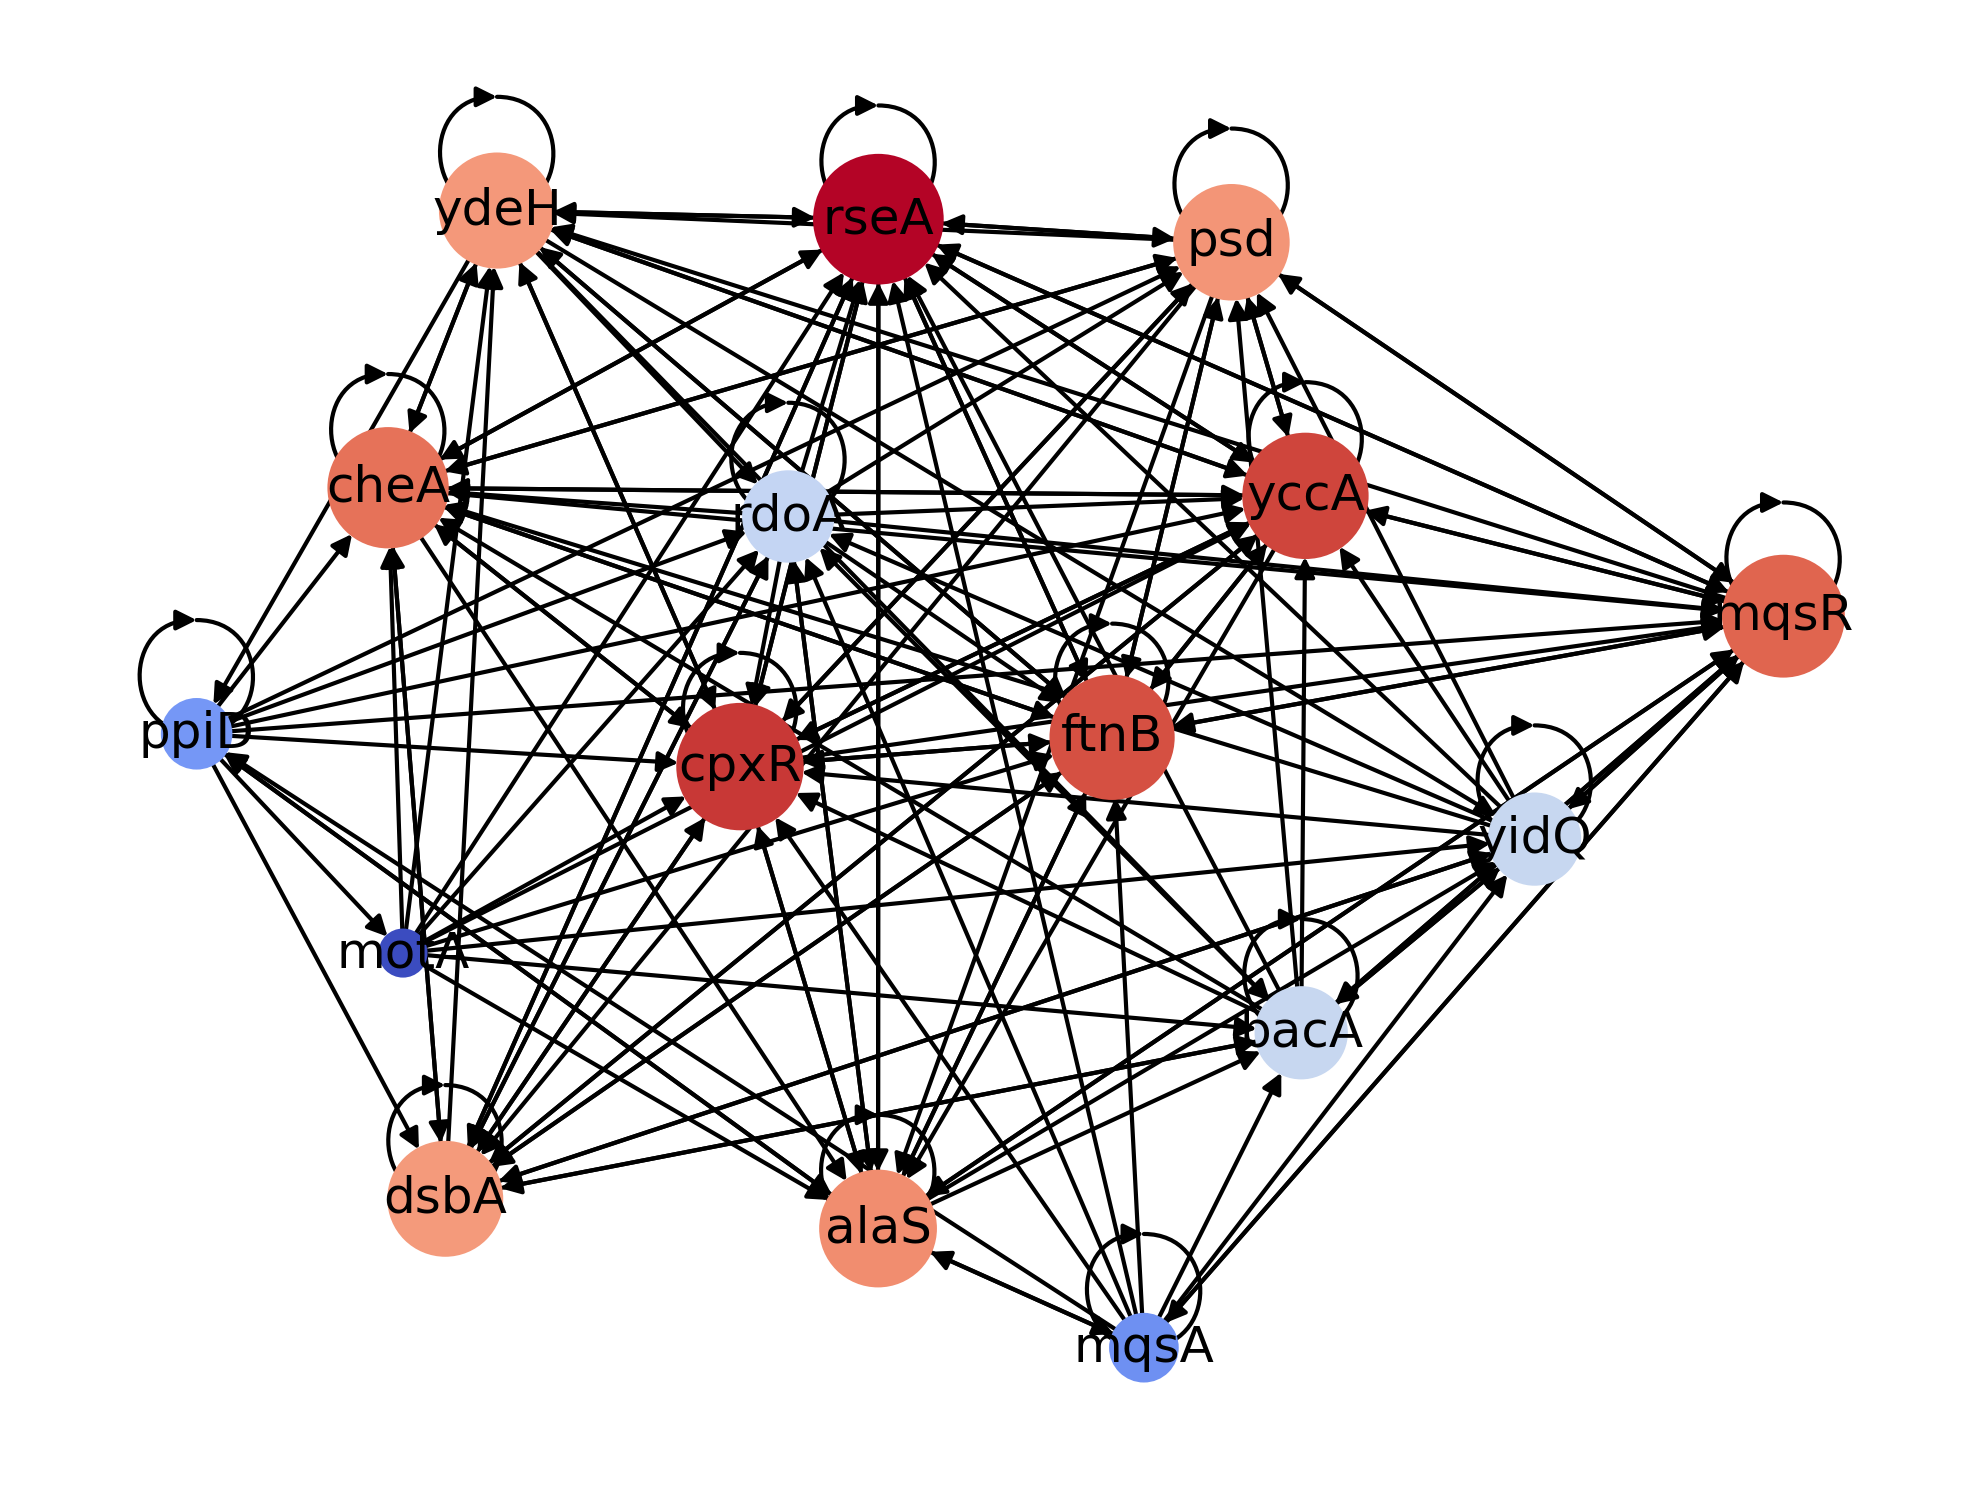 ydeH
rseA
psd
cheA
rdoA
yccA
mqsR
ppiD
cpxR
ftnB
yidQ
motA
bacA
dsbA
alaS
mqsA